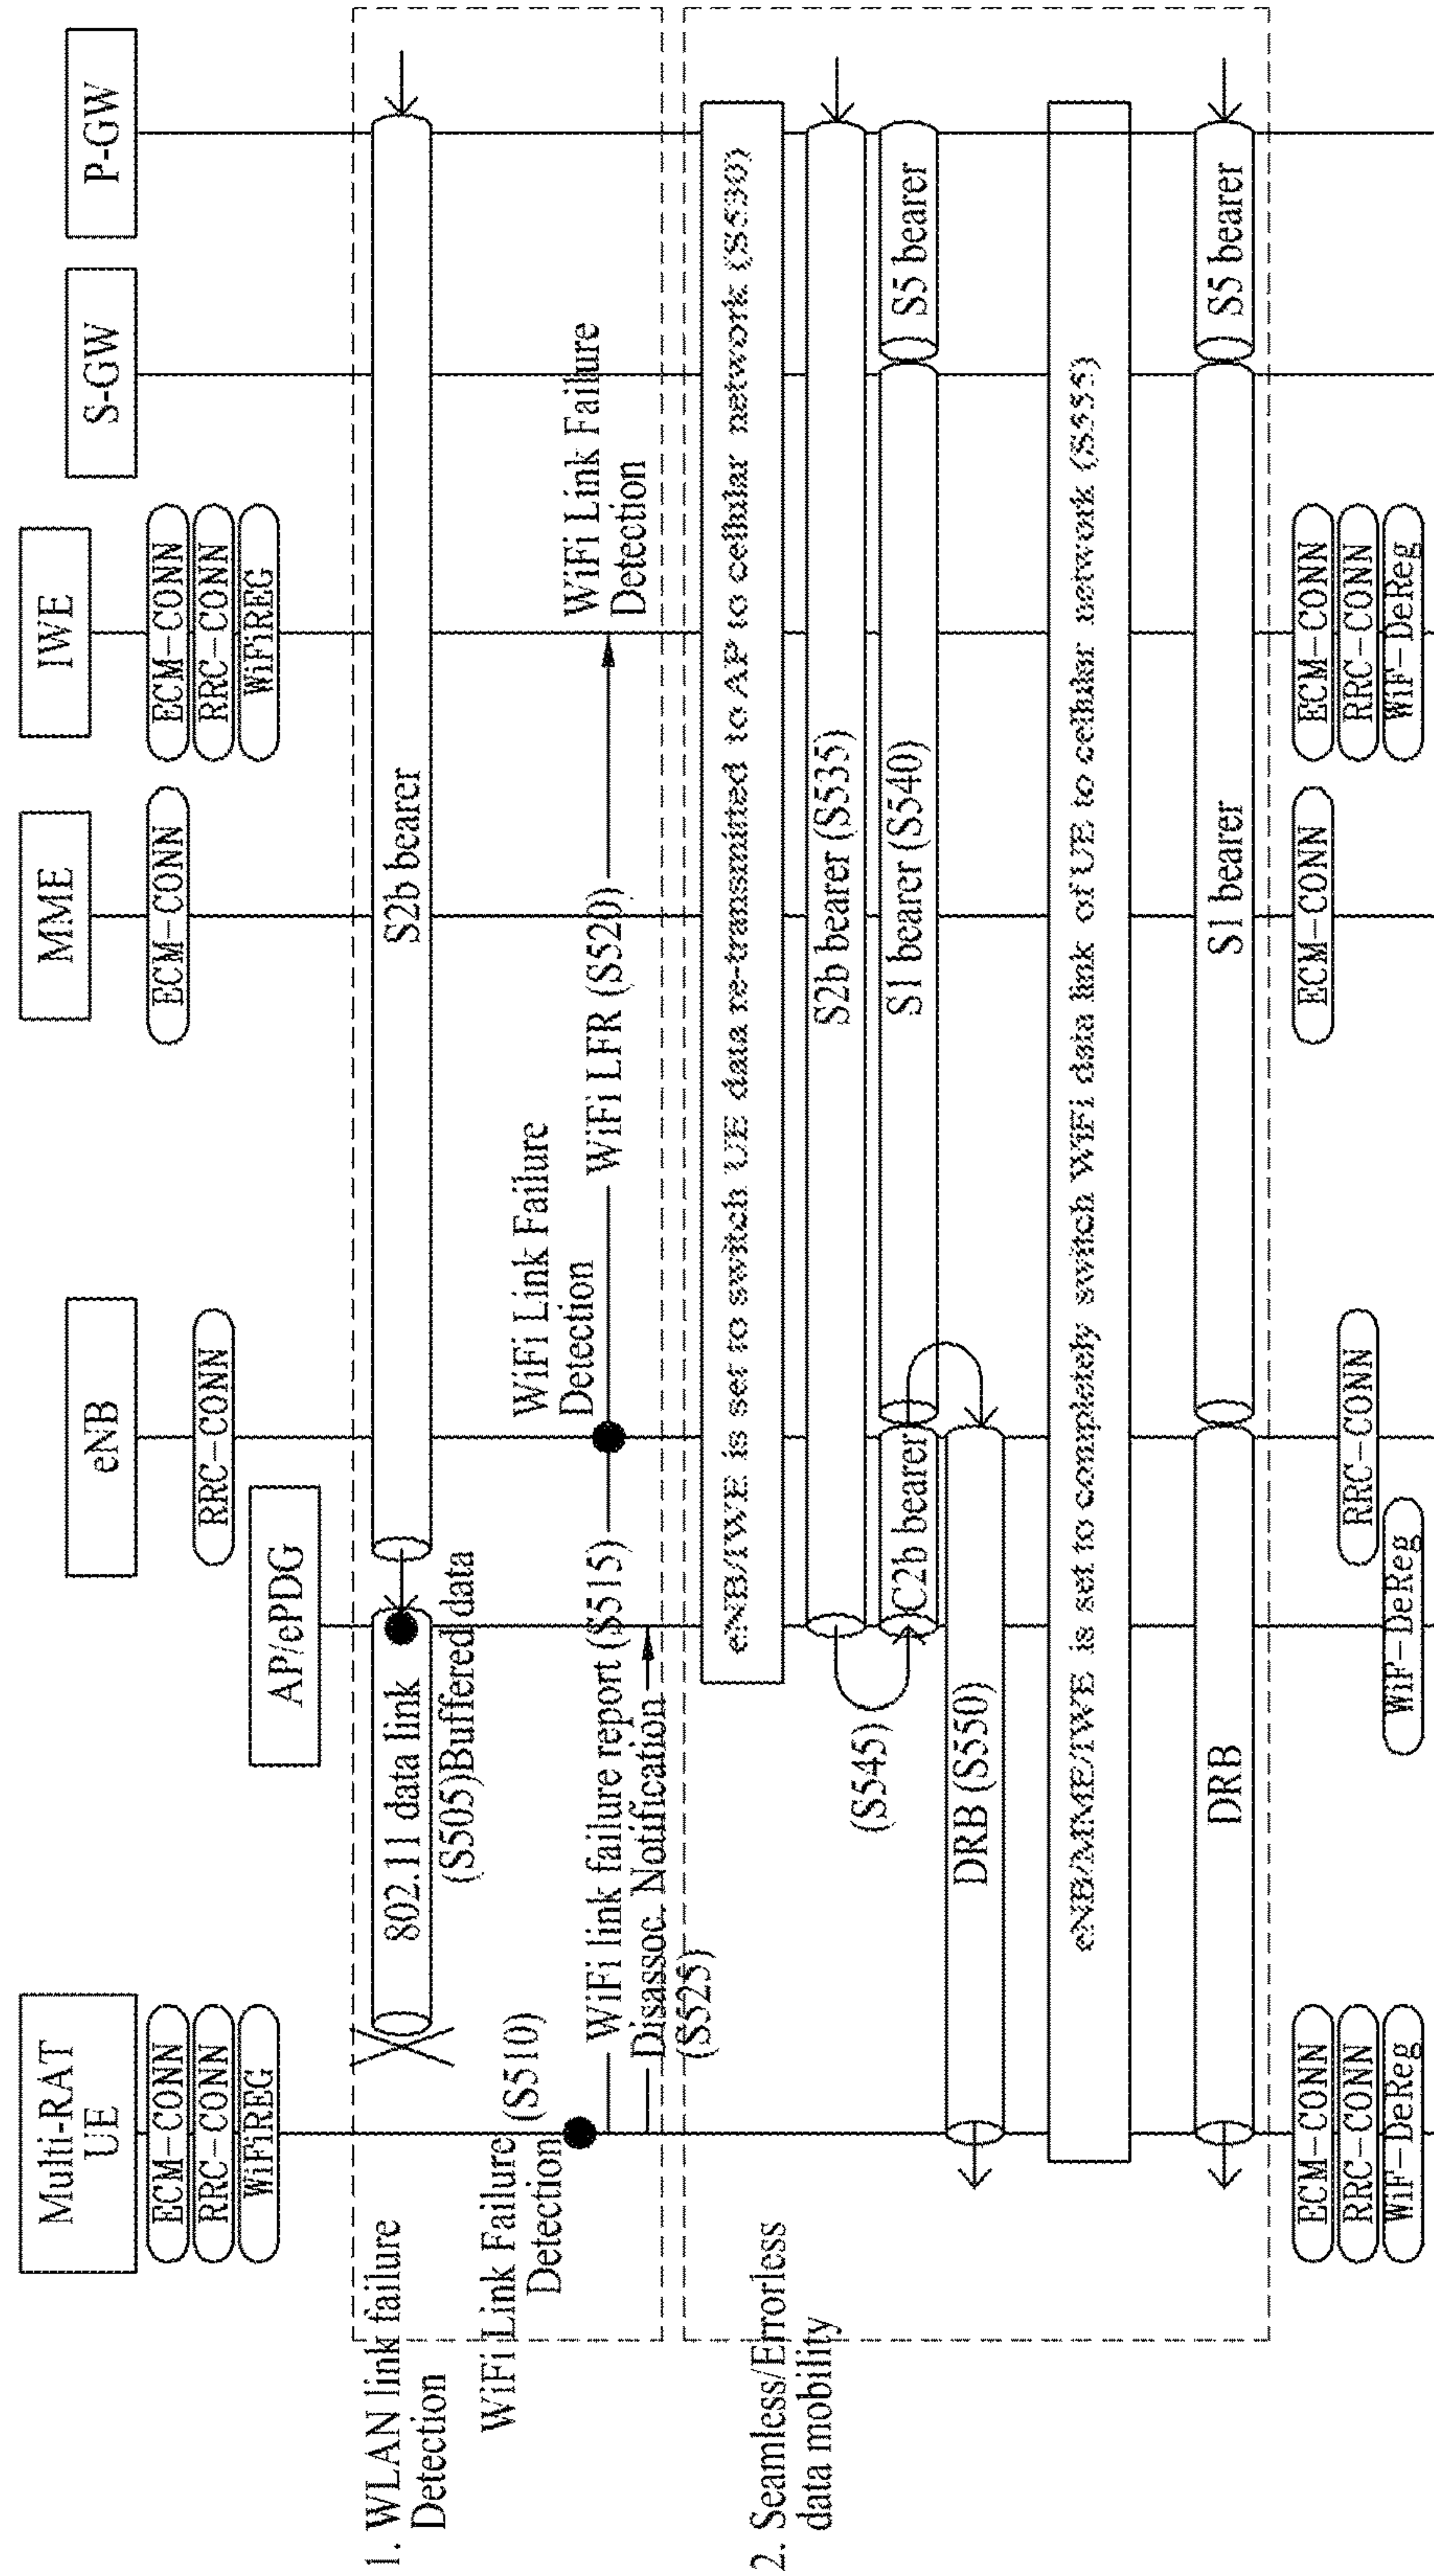 Multi-RAT
UE
AP/ePDG
eNB
MME
IWE
S-GW
P-GW
ECM-CONN
RRC-CONN
WiFiREG
RRC-CONN
ECM-CONN
ECM-CONN
RRC-CONN
WiFiREG
1. WLAN link failure
Detection
802.11 data link
S2b bearer
(S505)Buffered data
WiFi Link Failure (S510)
Detection
WiFi Link Failure
Detection
WiFi Link Failure
Detection
WiFi link failure report (S515)
WiFi LFR (S520)
Disassoc. Notification
(S525)
2. Seamless/Errorless
data mobility
eNB/IWE is set to switch UE data re-transmitted to AP to cellular network (S530)
S2b bearer (S535)
(S545)
C2b bearer
S1 bearer (S540)
S5 bearer
DRB (S550)
eNB/MME/IWE is set to completely switch WiFi data link of UE to cellular network (S555)
DRB
S1 bearer
S5 bearer
ECM-CONN
RRC-CONN
WiF-DeReg
WiF-DeReg
RRC-CONN
ECM-CONN
ECM-CONN
RRC-CONN
WiF-DeReg